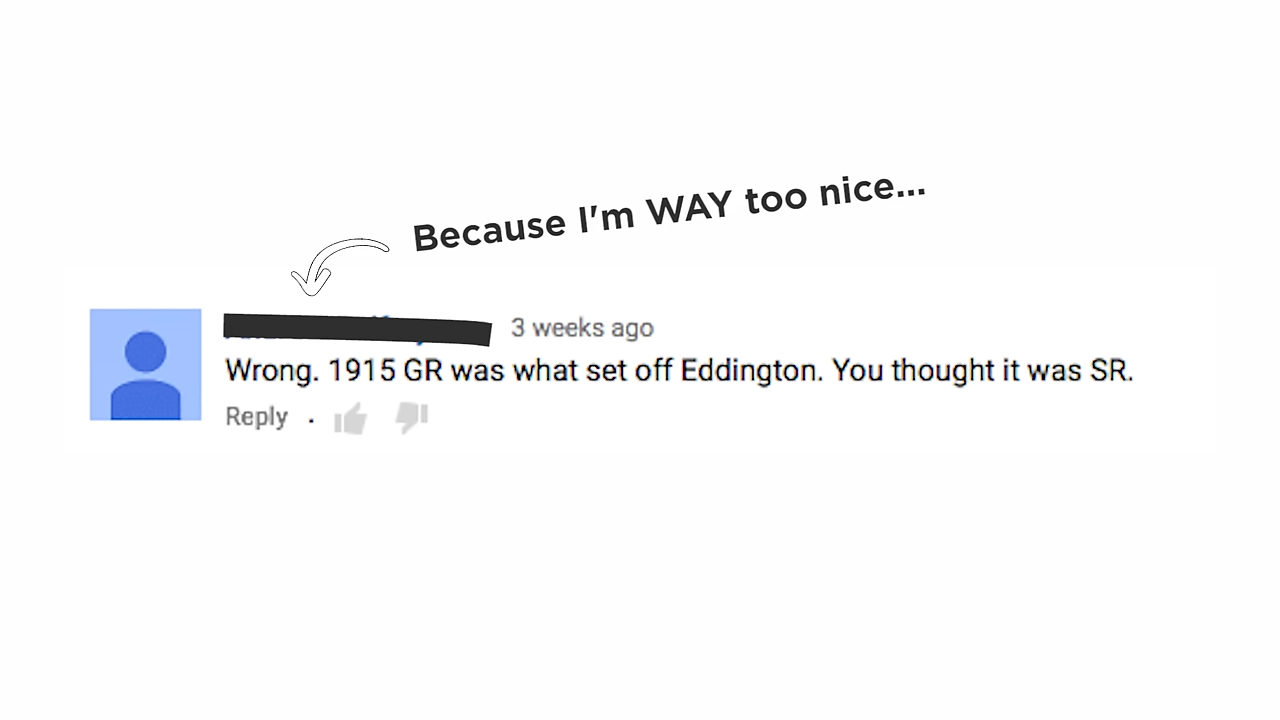 Because I'm WAY too nice...
3 weeks ago
Wrong. 1915 GR was what set off Eddington. You thought it was SR.
Reply ·